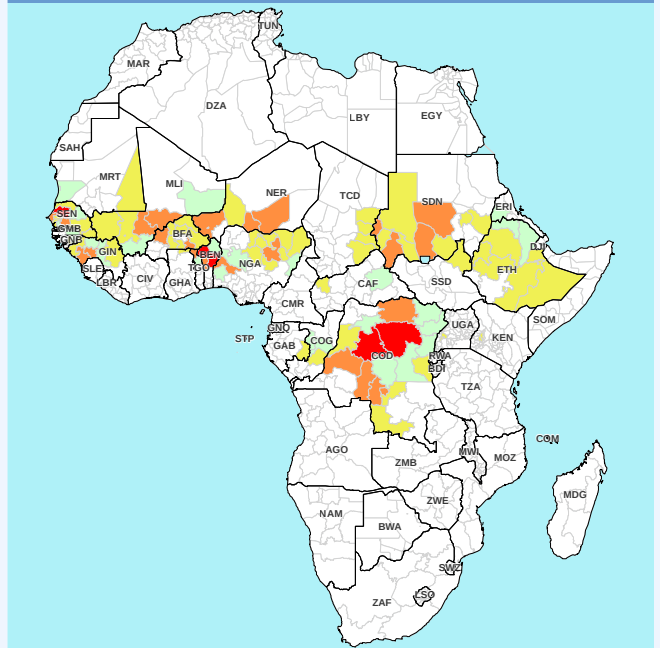 TUN
MAR
DZA
LBY
EGY
SAH
MRT
MLI
NER
TCD
SDN
ERI
SEN
GMB
GNB
GIN
BFA
BEN
NGA
DJI
ETH
SLE
LBR
CIV
GHA
TGO
CAF
SSD
CMR
SOM
STP
GNQ
GAB
COG
COD
UGA
KEN
RWA
BDI
TZA
AGO
ZMB
MWI
MOZ
COM
MDG
NAM
ZWE
BWA
SWZ
LSO
ZAF